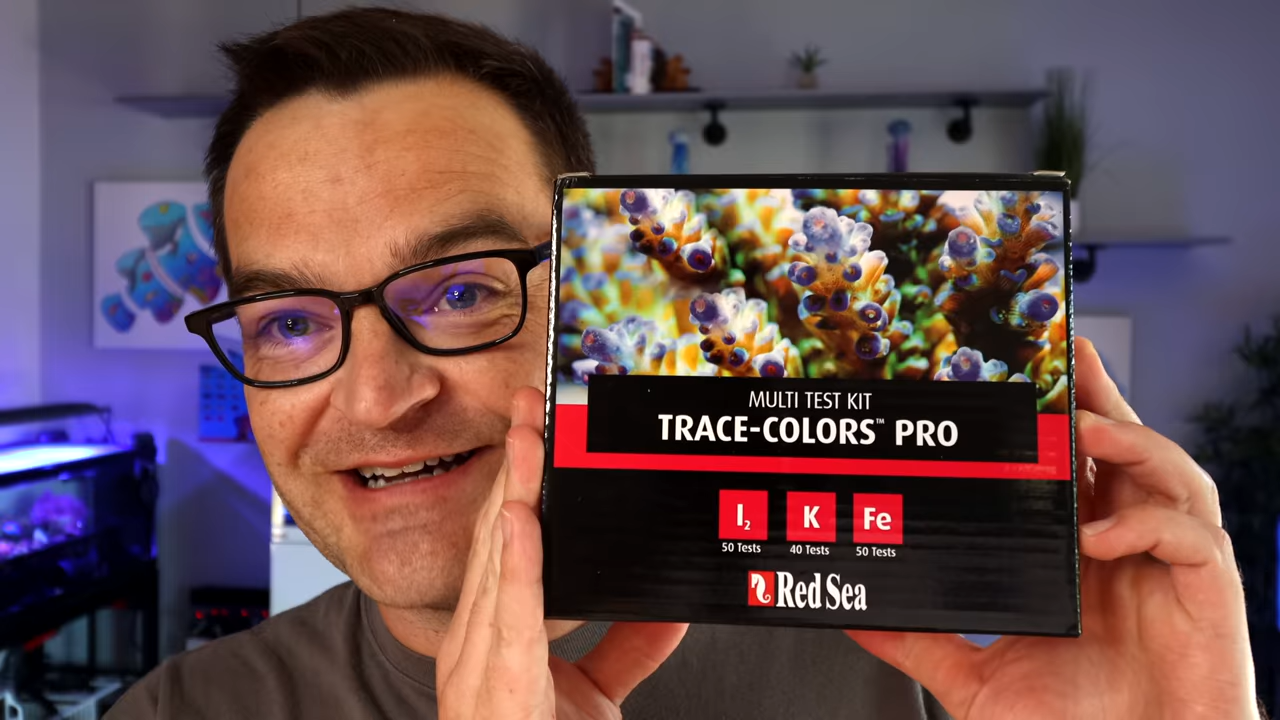 MULTI TEST KIT
TRACE-COLORS™ PRO
I₂ K Fe
50 Tests 40 Tests 50 Tests
Red Sea